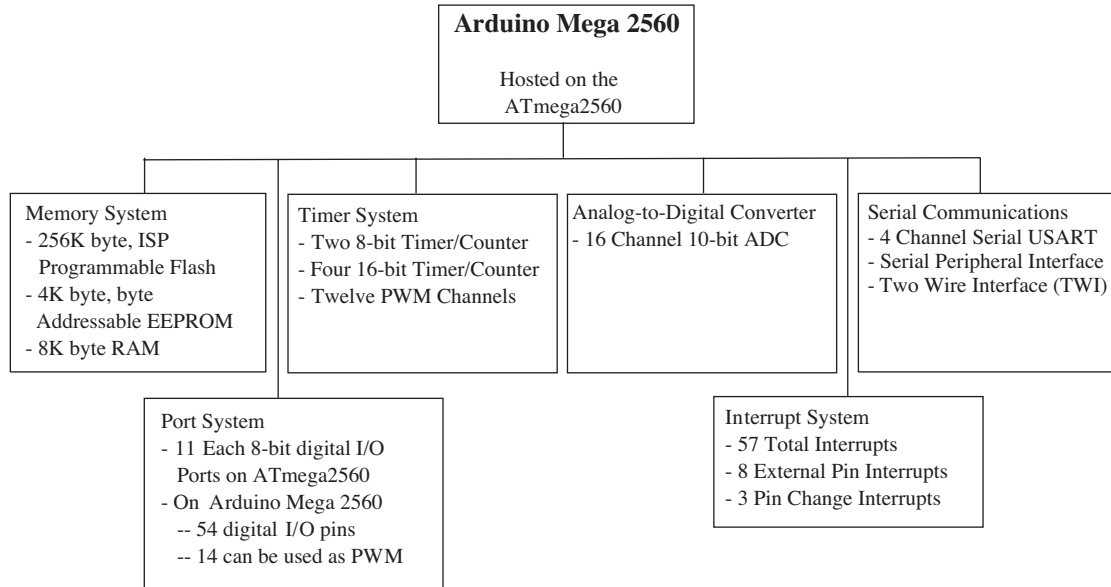 Arduino Mega 2560
Hosted on the
ATmega2560
Memory System
- 256K byte, ISP
Programmable Flash
- 4K byte, byte
Addressable EEPROM
- 8K byte RAM
Timer System
- Two 8-bit Timer/Counter
- Four 16-bit Timer/Counter
- Twelve PWM Channels
Analog-to-Digital Converter
- 16 Channel 10-bit ADC
Serial Communications
- 4 Channel Serial USART
- Serial Peripheral Interface
- Two Wire Interface (TWI)
Port System
- 11 Each 8-bit digital I/O
Ports on ATmega2560
- On Arduino Mega 2560
-- 54 digital I/O pins
-- 14 can be used as PWM
Interrupt System
- 57 Total Interrupts
- 8 External Pin Interrupts
- 3 Pin Change Interrupts